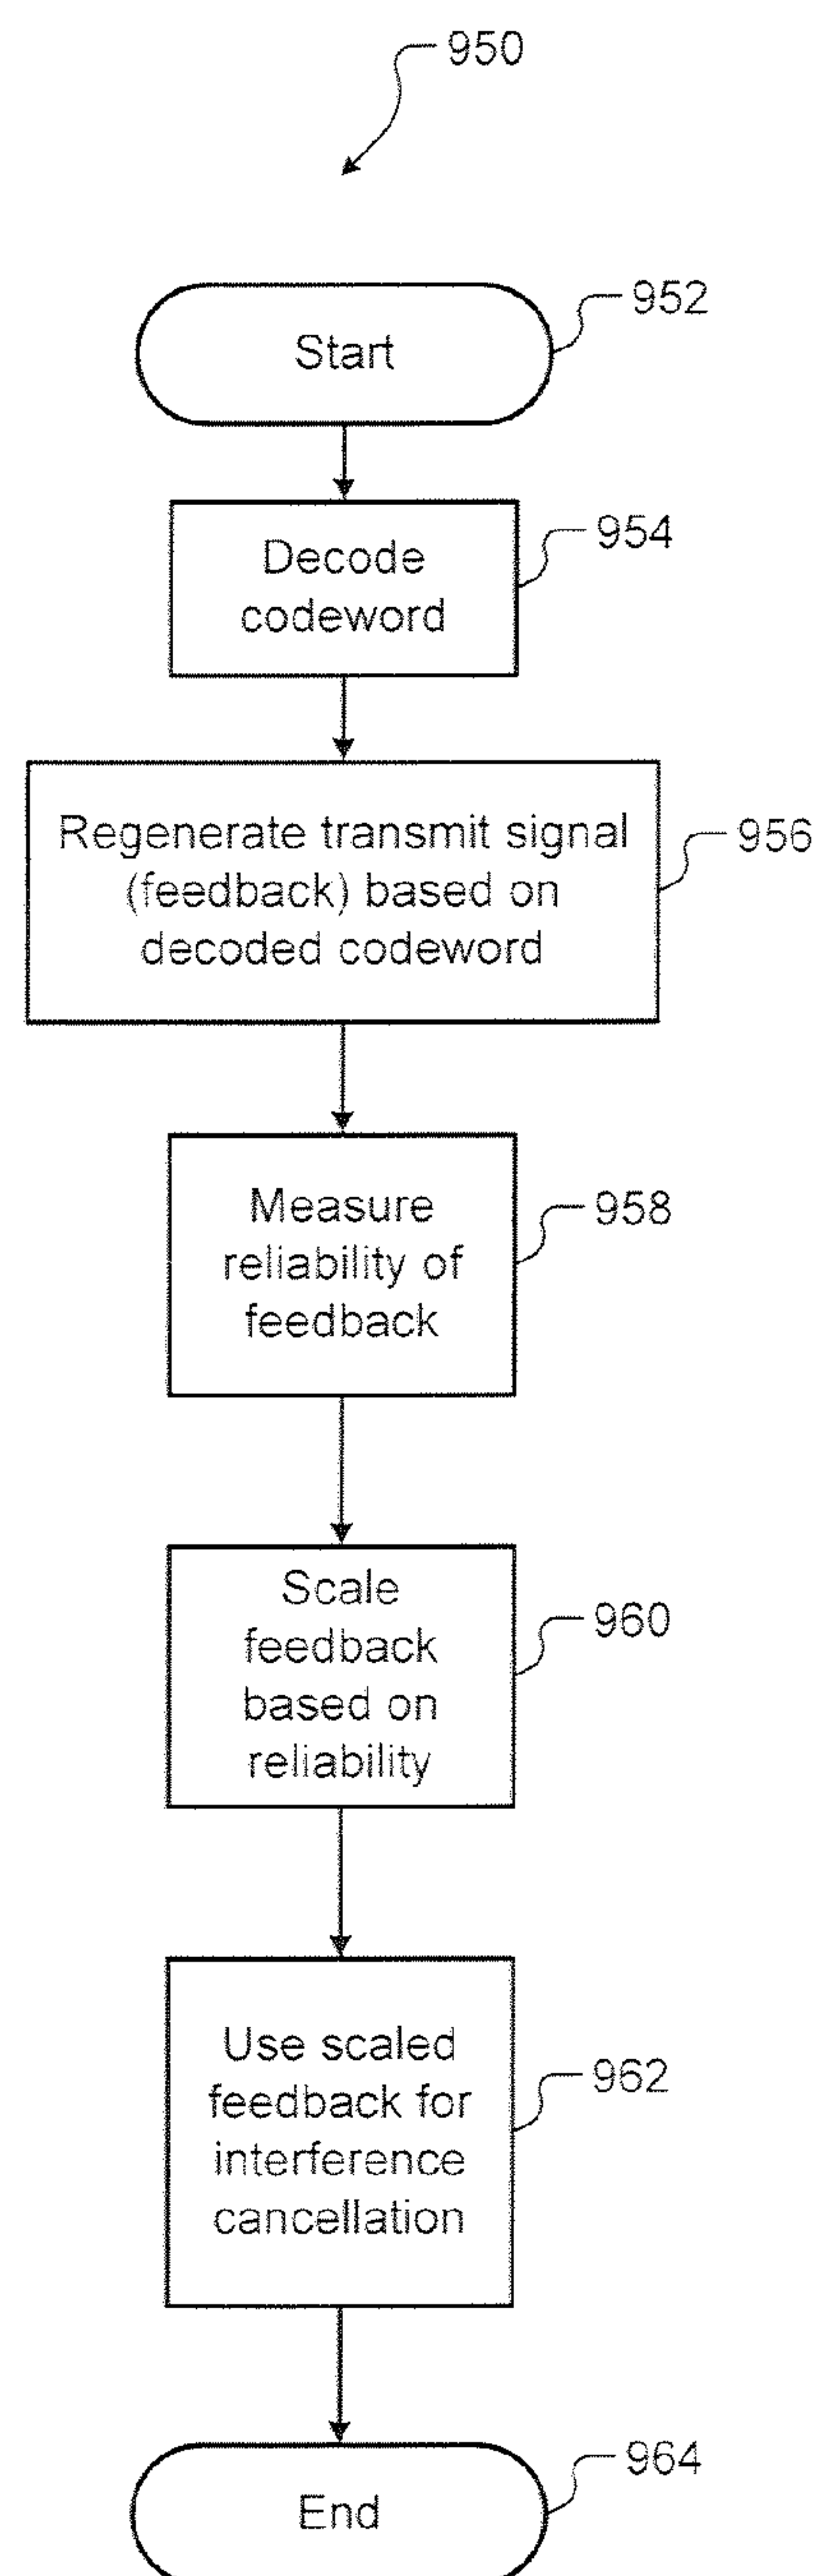 950
Start
952
Decode
codeword
954
Regenerate transmit signal
(feedback) based on
decoded codeword
956
Measure
reliability of
feedback
958
Scale
feedback
based on
reliability
960
Use scaled
feedback for
interference
cancellation
962
End
964